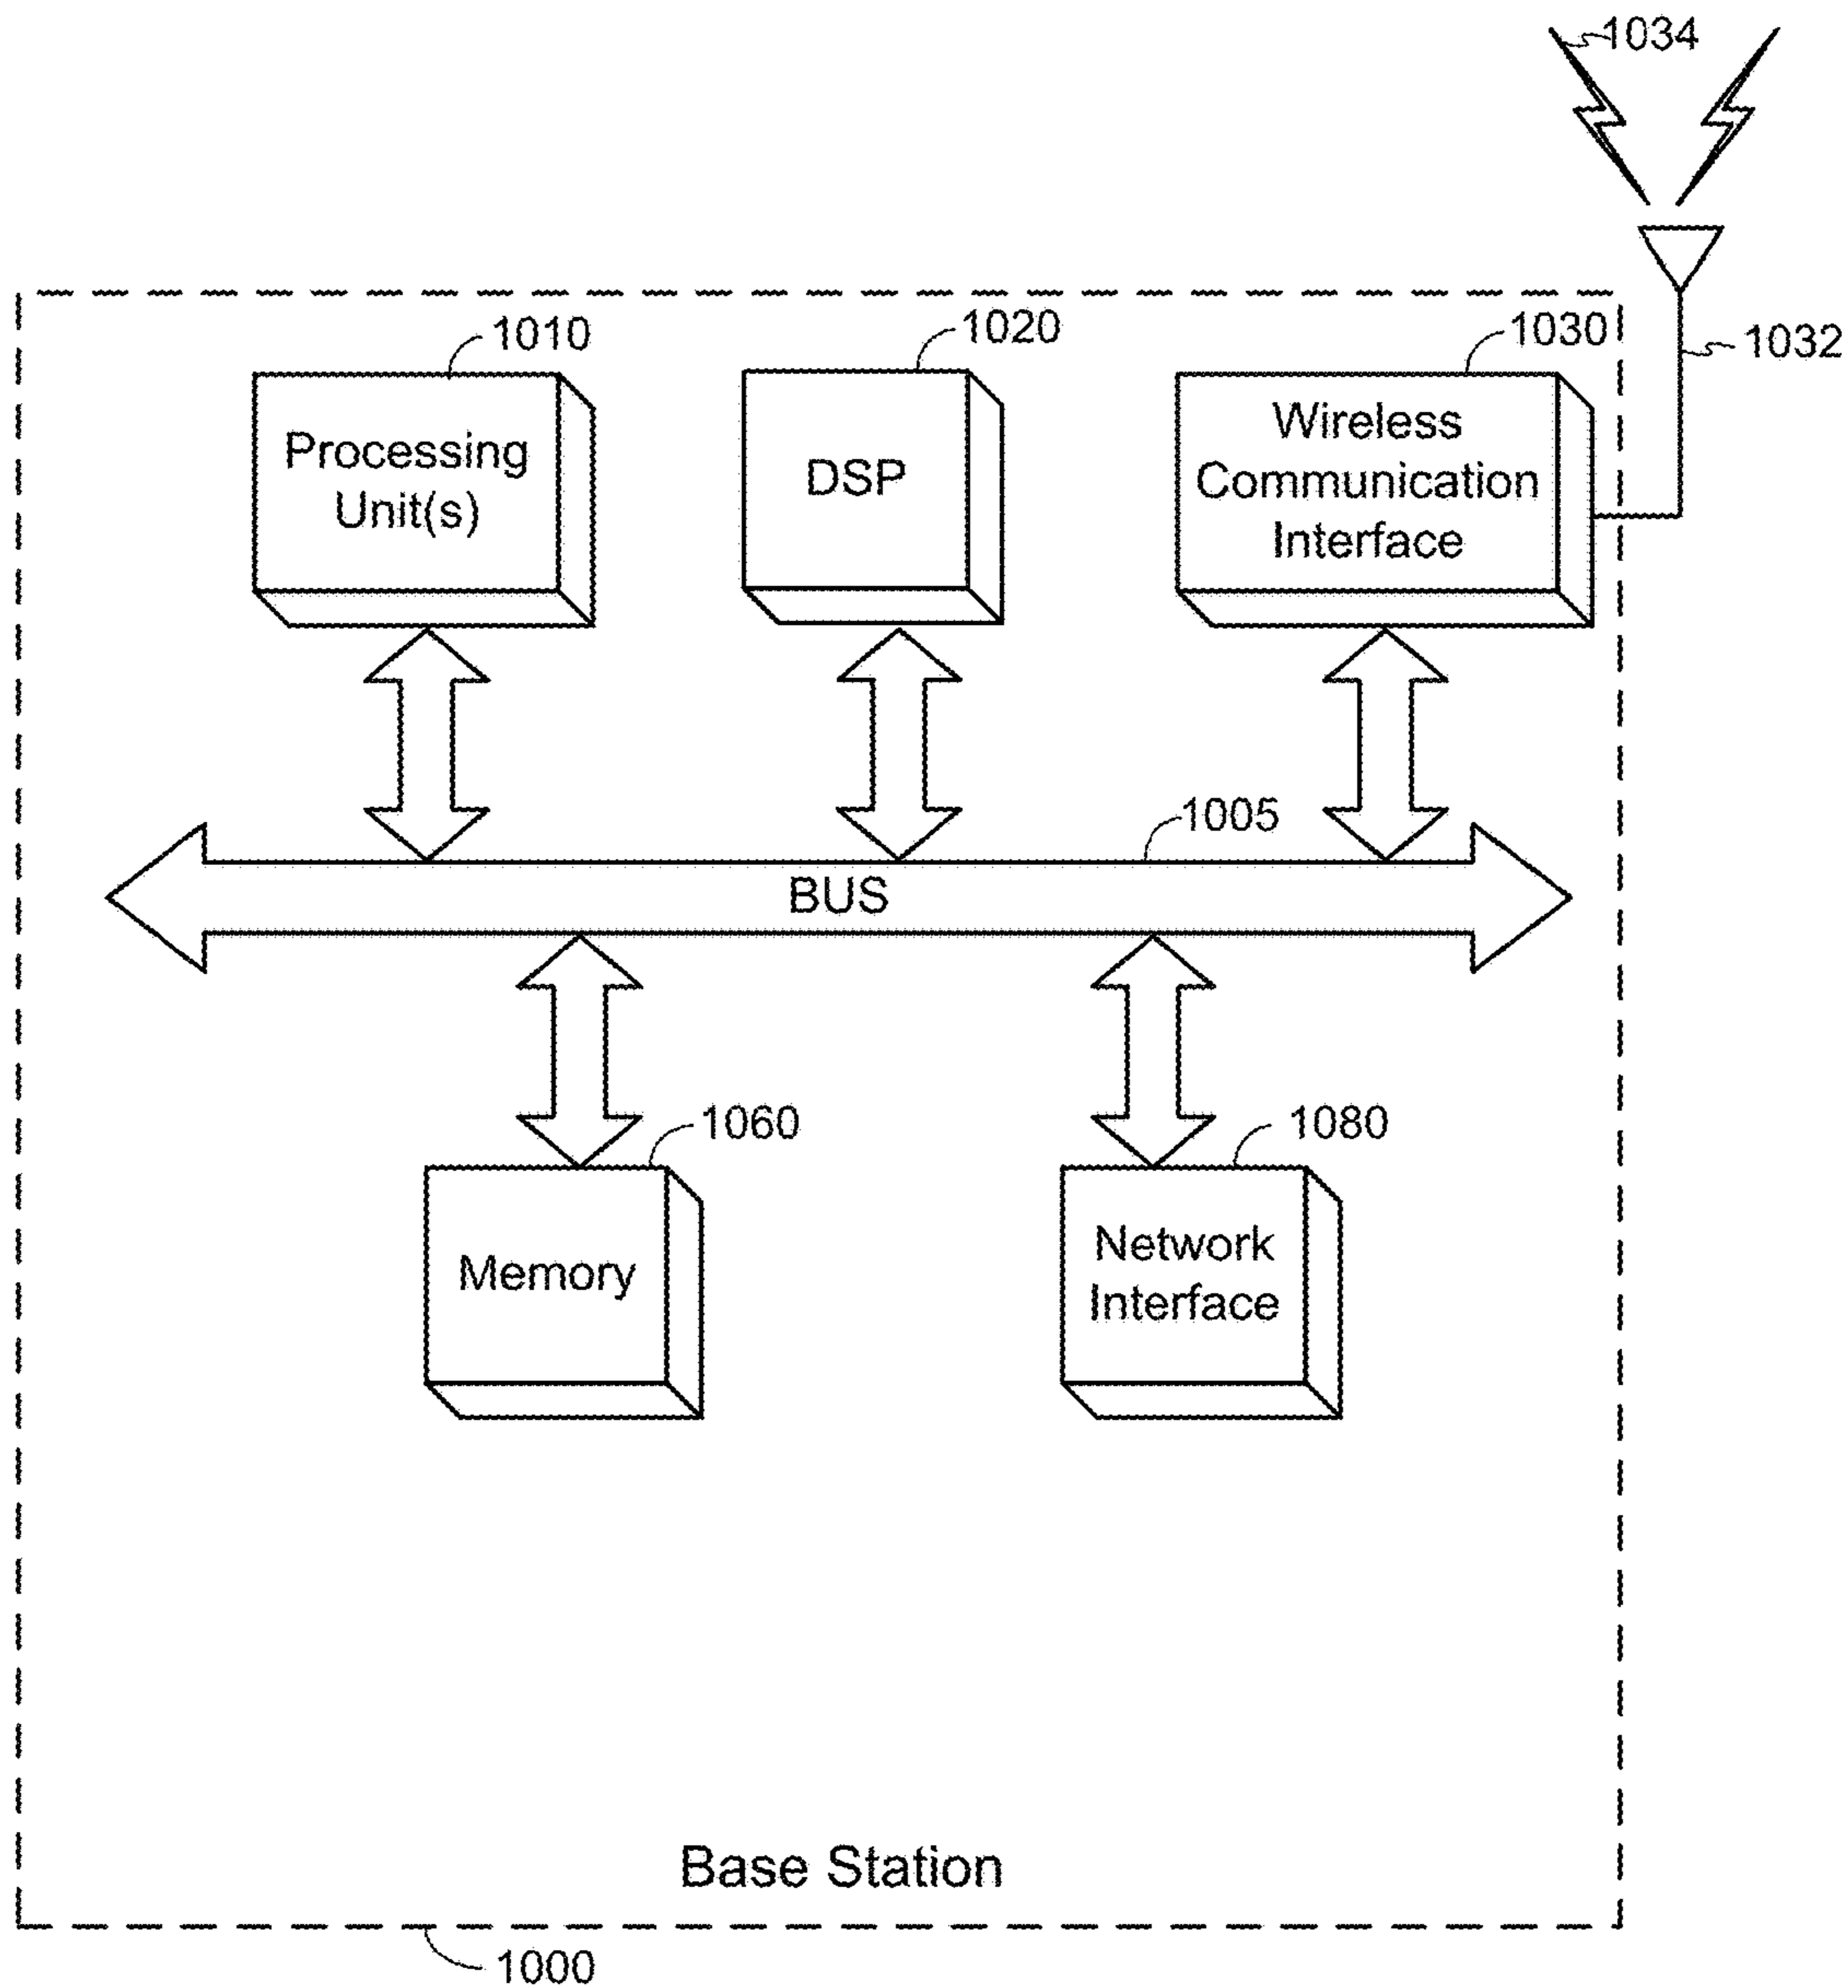 1034
1032
1010
1020
1030
Processing
Unit(s)
DSP
Wireless
Communication
Interface
1005
BUS
1060
1080
Memory
Network
Interface
Base Station
1000